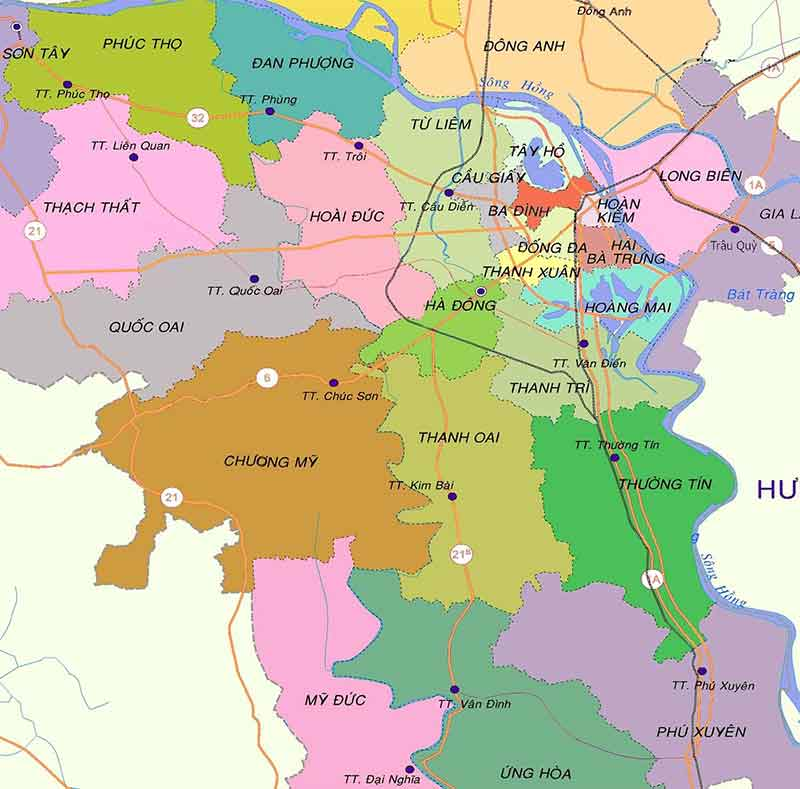 Đông Anh
PHÚC THỌ
SƠN TÂY
ĐÔNG ANH
ĐAN PHƯỢNG
1A
Sông Hồng
TT. Phúc Thọ
TT. Phùng
32
TỪ LIÊM
TT. Liên Quan
TT. Trôi
TÂY HỒ
CẦU GIẤY
LONG BIÊN
1A
THẠCH THẤT
HOÀI ĐỨC
TT. Cầu Diễn
BA ĐÌNH
HOÀN
KIẾM
GIA L
21
ĐỐNG ĐA
HAI
BÀ TRƯNG
Trâu Quỳ
5
THANH XUÂN
TT. Quốc Oai
HÀ ĐÔNG
HOÀNG MAI
Bát Tràng
QUỐC OAI
TT. Văn Điển
6
TT. Chúc Sơn
THANH TRÌ
THANH OAI
TT. Thường Tín
CHƯƠNG MỸ
TT. Kim Bài
THƯỜNG TÍN
HƯ
21
g
21B
Sông Hồng
1A
TT. Phú Xuyên
MỸ ĐỨC
TT. Vân Đình
PHÚ XUYÊN
TT. Đại Nghĩa
ỨNG HÒA